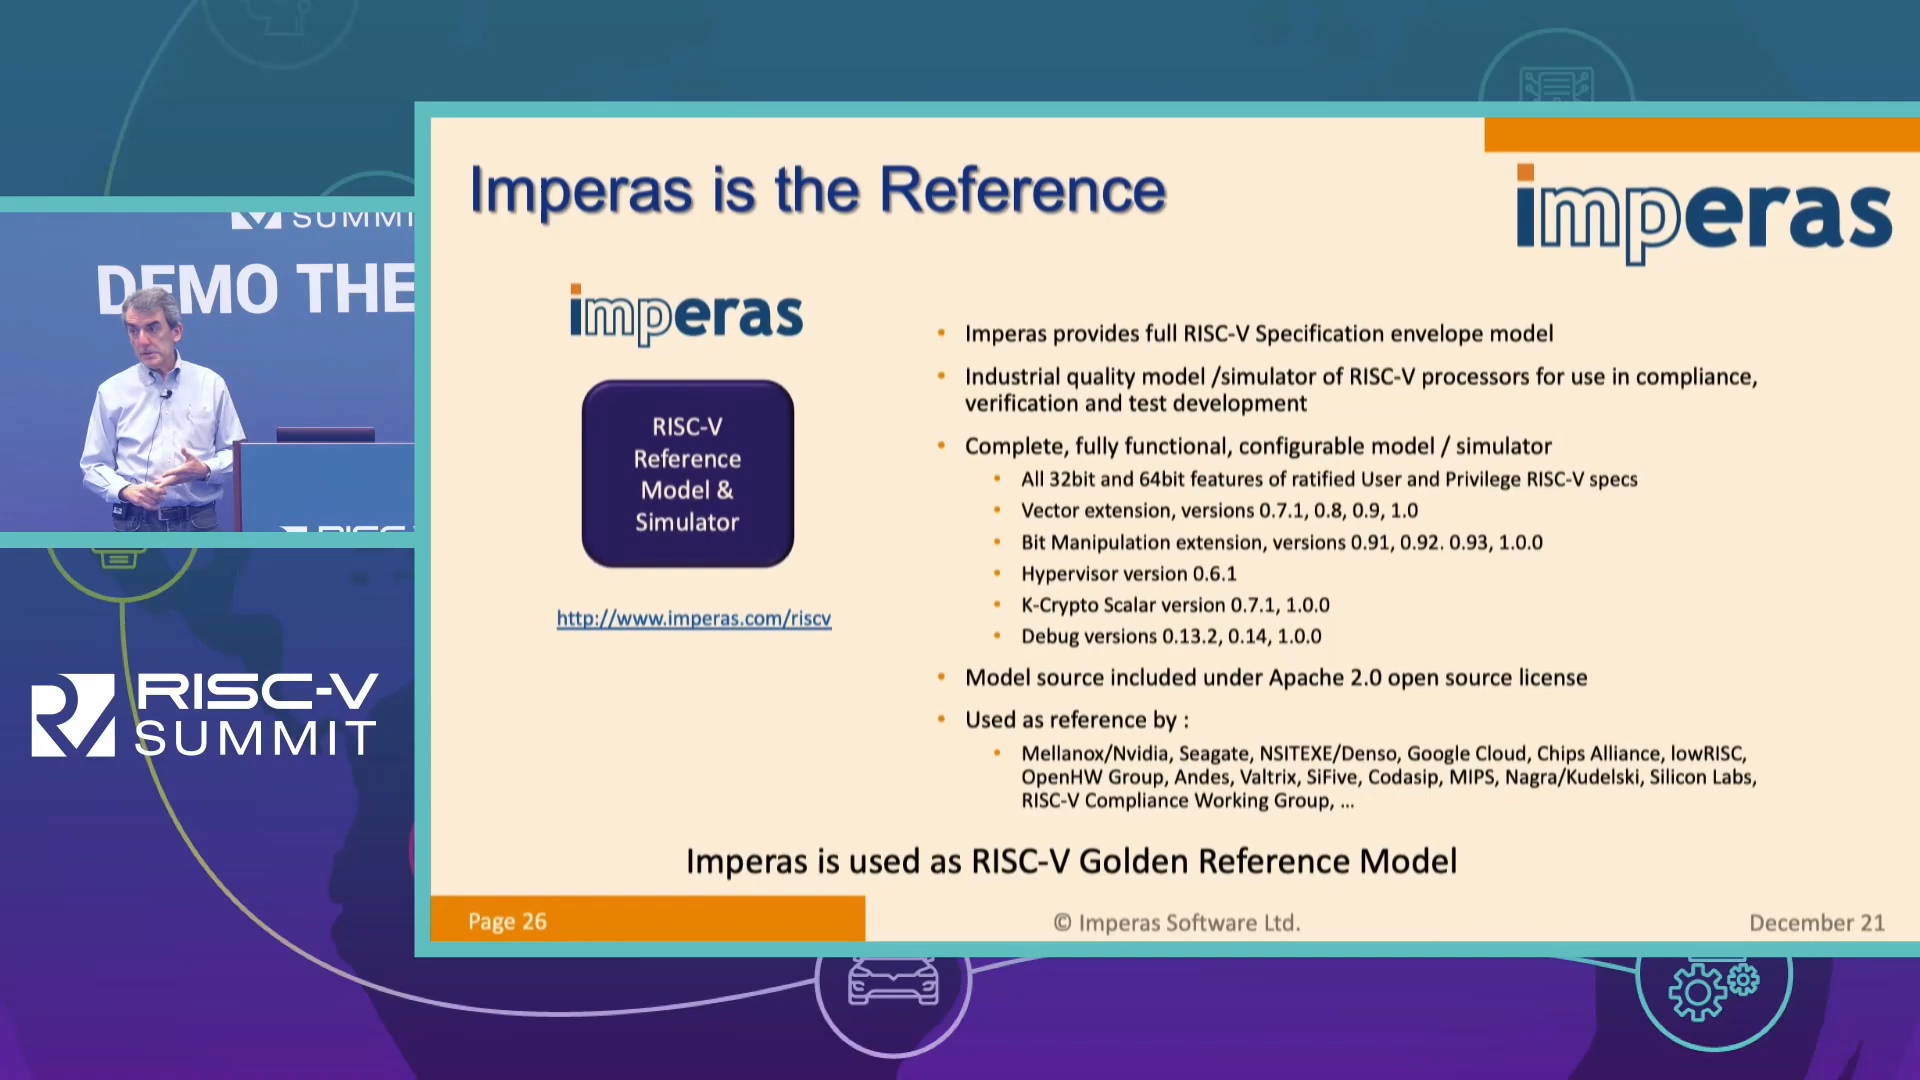 SUMMIT
DEMO THE
RISC-V
SUMMIT
Imperas is the Reference
imperas
imperas
RISC-V
Reference
Model &
Simulator
http://www.imperas.com/riscv
• Imperas provides full RISC-V Specification envelope model
• Industrial quality model /simulator of RISC-V processors for use in compliance,
verification and test development
• Complete, fully functional, configurable model / simulator
• All 32bit and 64bit features of ratified User and Privilege RISC-V specs
• Vector extension, versions 0.7.1, 0.8, 0.9, 1.0
• Bit Manipulation extension, versions 0.91, 0.92. 0.93, 1.0.0
• Hypervisor version 0.6.1
• K-Crypto Scalar version 0.7.1, 1.0.0
• Debug versions 0.13.2, 0.14, 1.0.0
• Model source included under Apache 2.0 open source license
• Used as reference by :
• Mellanox/Nvidia, Seagate, NSITEXE/Denso, Google Cloud, Chips Alliance, lowRISC,
OpenHW Group, Andes, Valtrix, SiFive, Codasip, MIPS, Nagra/Kudelski, Silicon Labs,
RISC-V Compliance Working Group, ...
Imperas is used as RISC-V Golden Reference Model
Page 26
© Imperas Software Ltd.
December 21